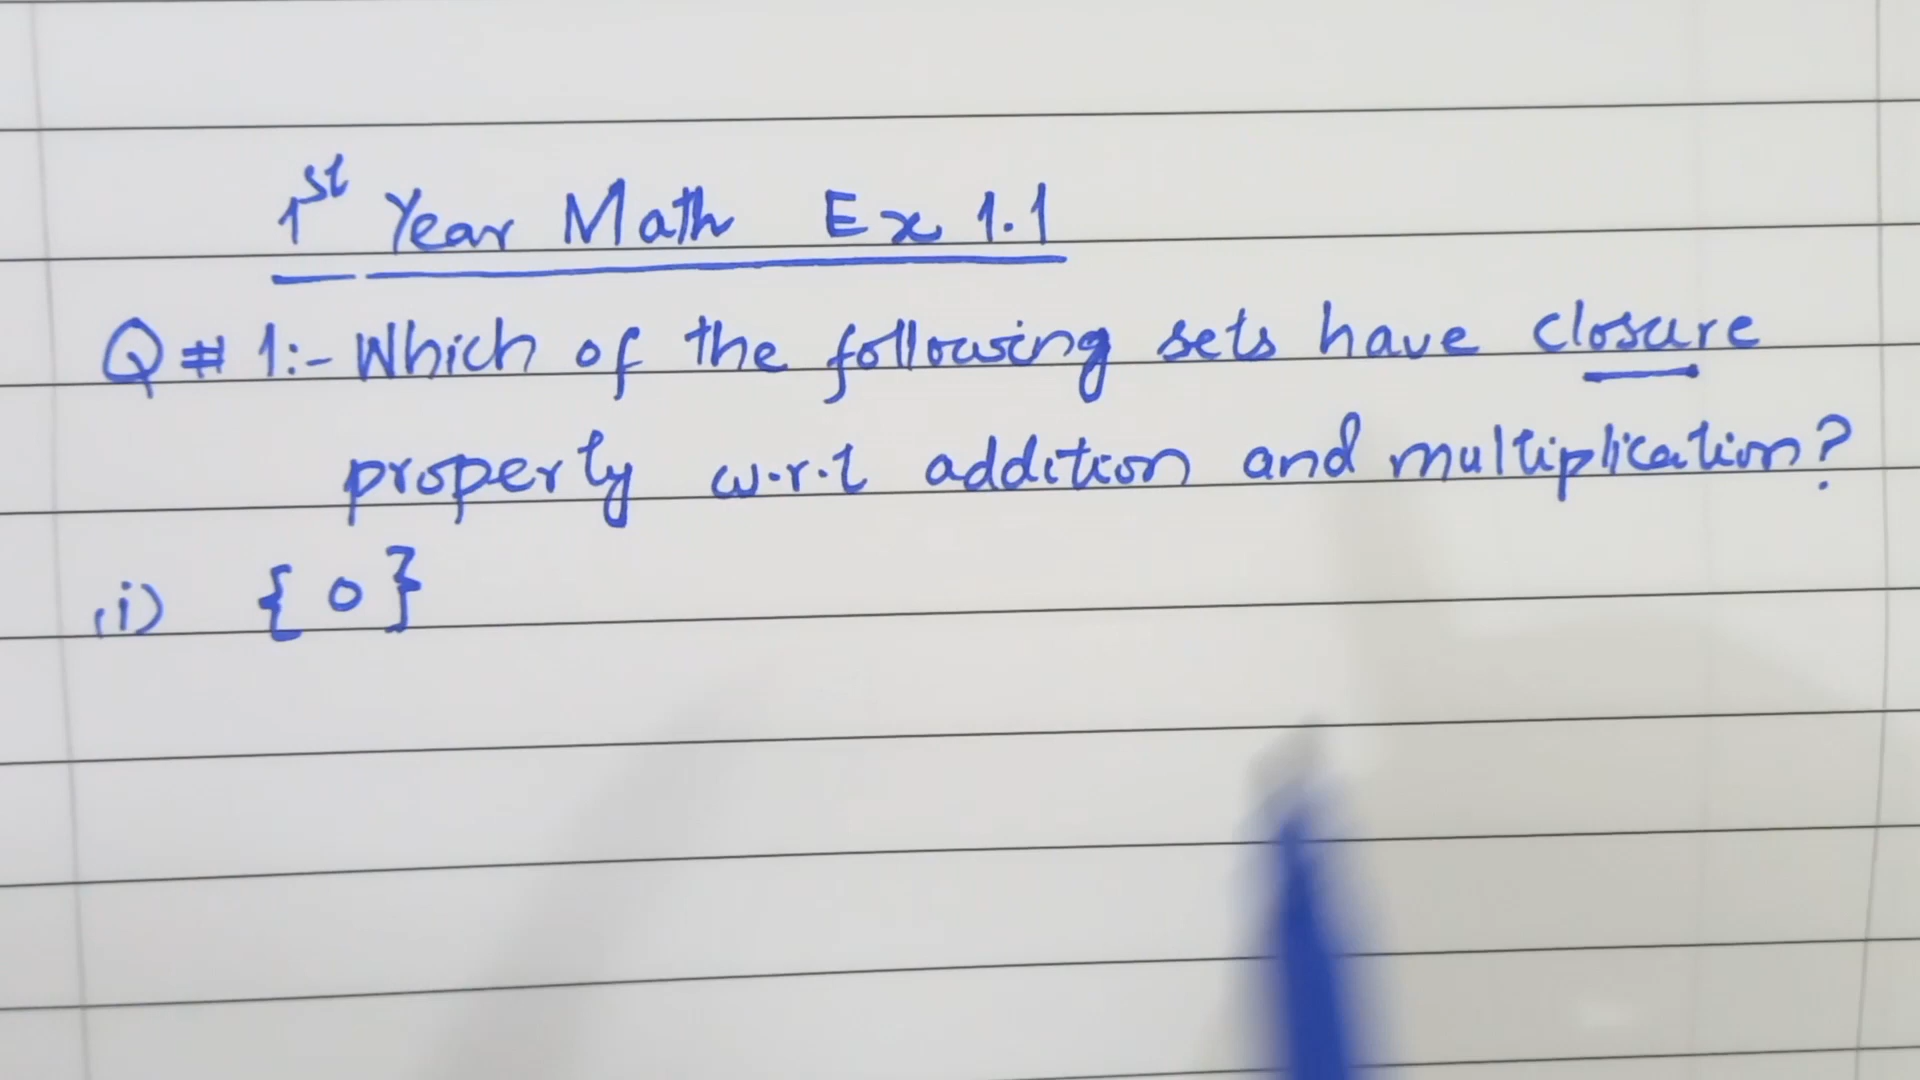 1st Year Math Ex 1.1
Q # 1:- Which of the following sets have closure
property w.r.t addition and multiplication?
(i) { 0 }